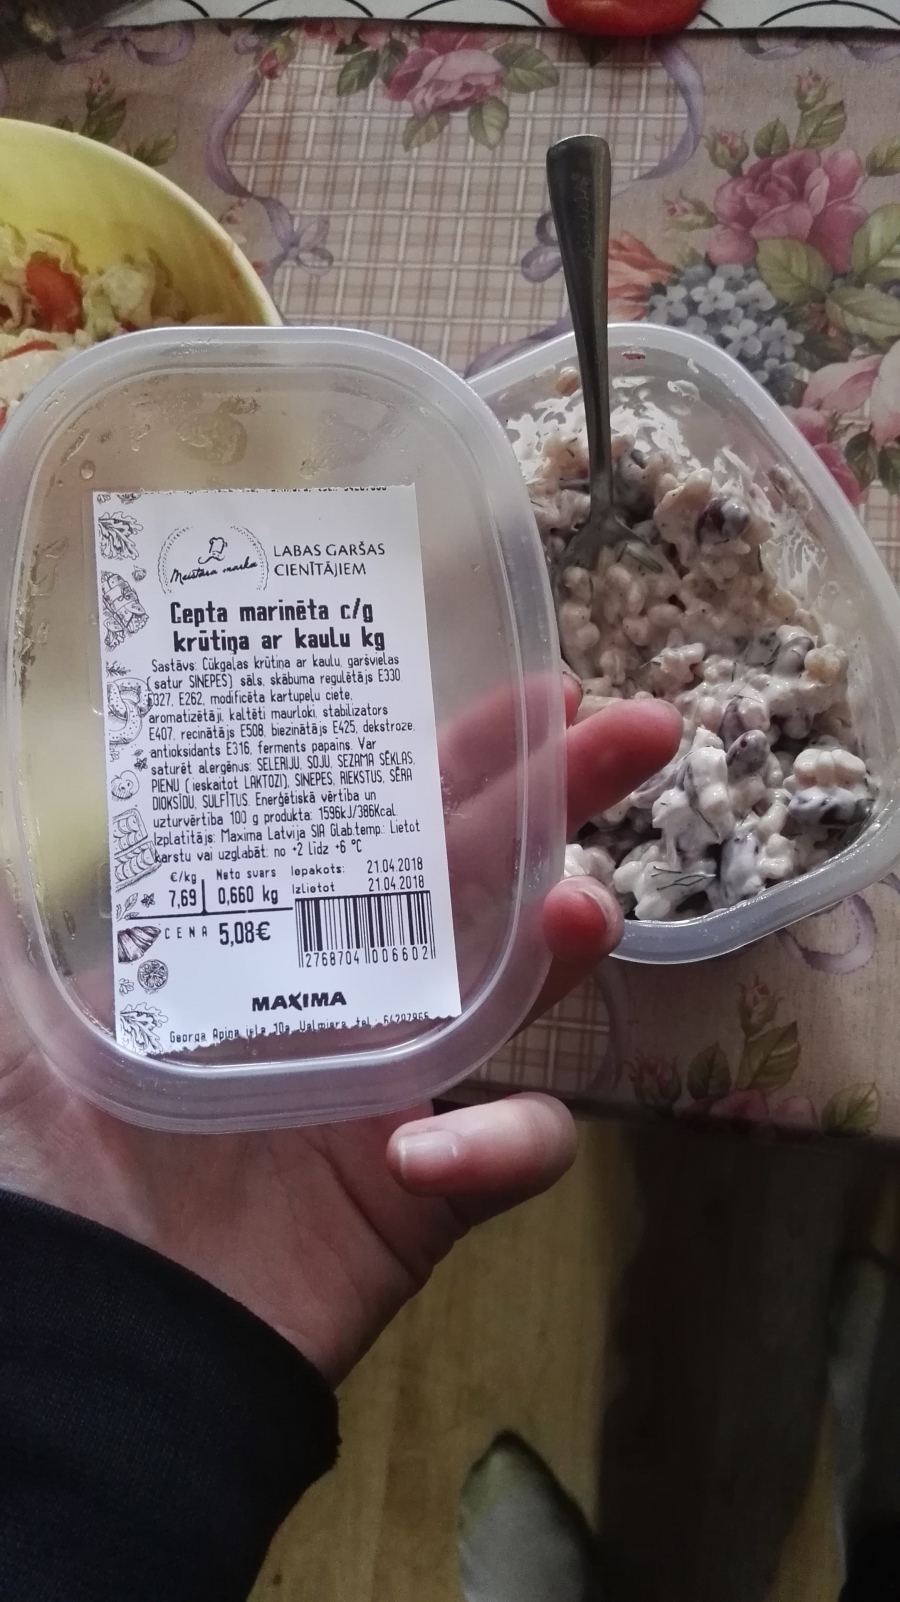 Meistara marka
LABAS GARŠAS
CIENĪTĀJIEM
Cepta marinēta c/g
krūtiņa ar kaulu kg
Sastāvs: Cūkgaļas krūtiņa ar kaulu, garšvielas
(satur SINEPES) sāls, skābuma regulētājs E330
E327, E262, modificēta kartupeļu ciete,
aromatizētāji, kaltēti maurloki, stabilizators
E407, recinātājs E508, biezinātājs E425, dekstroze,
antioksidants E316, ferments papaīns. Var
saturēt alergēnus: SELERIJU, SOJU, SEZAMA SĒKLAS,
PIENU (ieskaitot LAKTOZI), SINEPES, RIEKSTUS, SĒRA
DIOKSĪDU, SULFĪTUS. Enerģētiskā vērtība un
uzturvērtība 100 g produkta: 1596kJ/386kcal.
Izplatītājs: Maxima Latvija SIA Glab.temp.: Lietot
karstu vai uzglabāt: no +2 līdz +6 °C
€/kg Neto svars Iepakots: 21.04.2018
7,69 0,660 kg Izlietot 21.04.2018
CENA 5,08€
2768704 006602
MAXIMA
Georga Apiņa iela 10a, Valmiera, tel.: